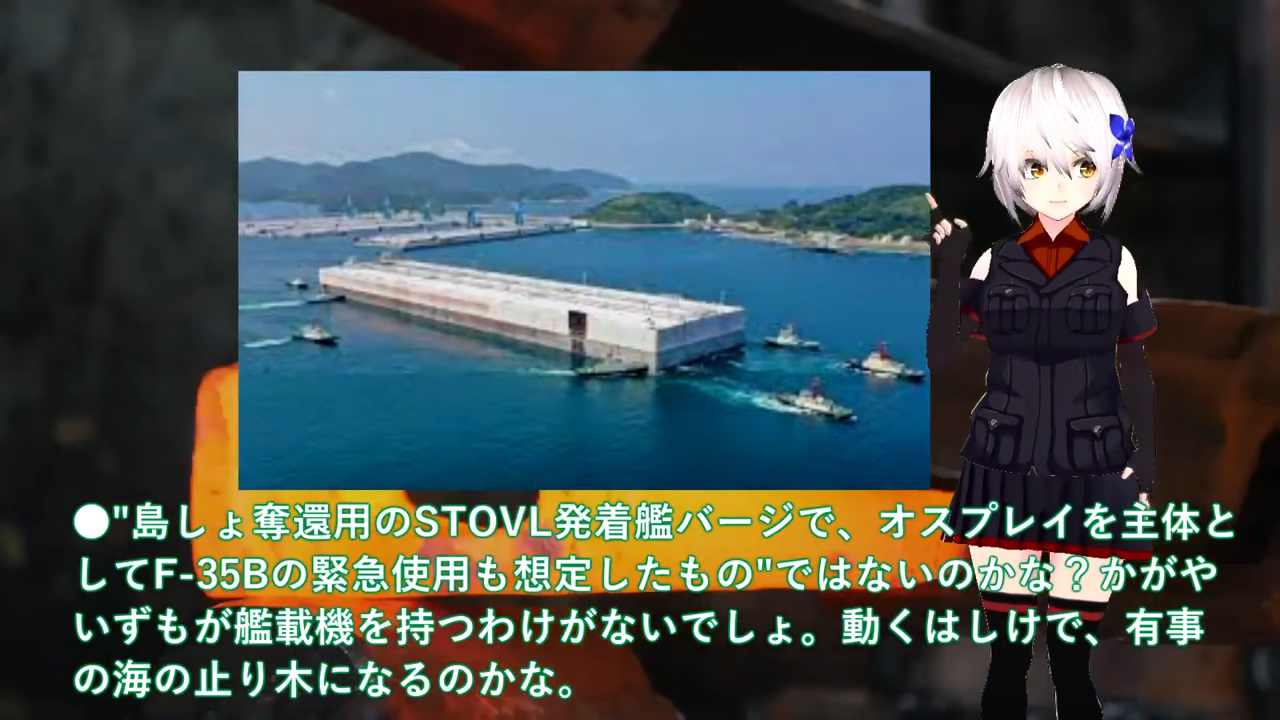 ●"島しょ奪還用のSTOVL発着艦バージで、オスプレイを主体と
してF-35Bの緊急使用も想定したもの"ではないのかな？かがや
いずもが艦載機を持つわけがないでしょ。動くはしけで、有事
の海の止り木になるのかな。